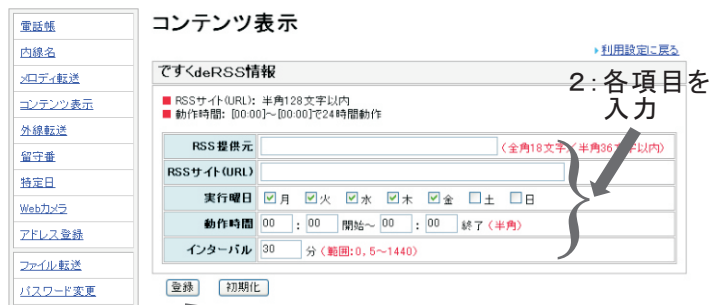 電話帳
内線名
メロディ転送
コンテンツ表示
外線転送
留守番
特定日
Webカメラ
アドレス登録
ファイル転送
パスワード変更
コンテンツ表示
利用設定に戻る
ですくdeRSS情報
2:各項目を
入力
■ RSSサイト(URL): 半角128文字以内
■ 動作時間: [00:00]～[00:00]で24時間動作
RSS提供元 (全角18文字/半角36文字以内)
RSSサイト(URL)
実行曜日 月 火 水 木 金 土 日
動作時間 00 : 00 開始～ 00 : 00 終了(半角)
インターバル 30 分(範囲:0,5～1440)
登録 初期化